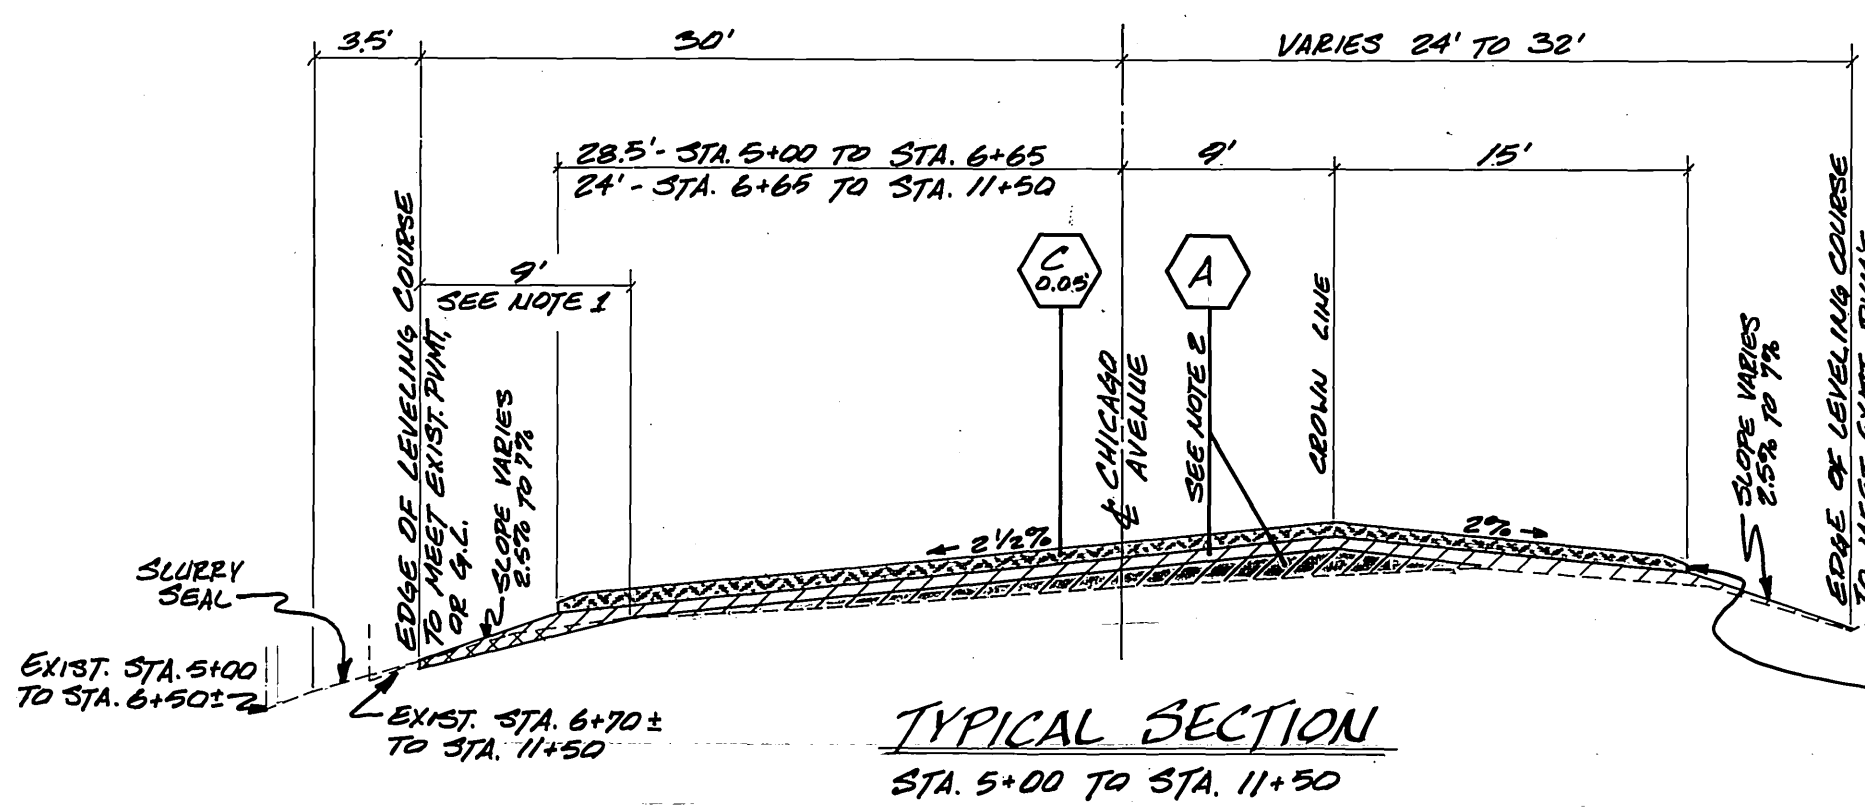 3.5'
30'
VARIES 24' TO 32'
28.5' - STA. 5+00 TO STA. 6+65
24' - STA. 6+65 TO STA. 11+50
9'
15'
9'
SEE NOTE 1
C
0.05'
A
EDGE OF LEVELING COURSE
TO MEET EXIST. PVMT,
OR G.L.
SLOPE VARIES
2.5% TO 7%
℄ CHICAGO
AVENUE
SEE NOTE 2
CROWN LINE
SLOPE VARIES
2.5% TO 7%
EDGE OF LEVELING COURSE
← 2 1/2%
2% →
SLURRY
SEAL
EXIST. STA. 5+00
TO STA. 6+50±
EXIST. STA. 6+70±
TO STA. 11+50
TYPICAL SECTION
STA. 5+00 TO STA. 11+50